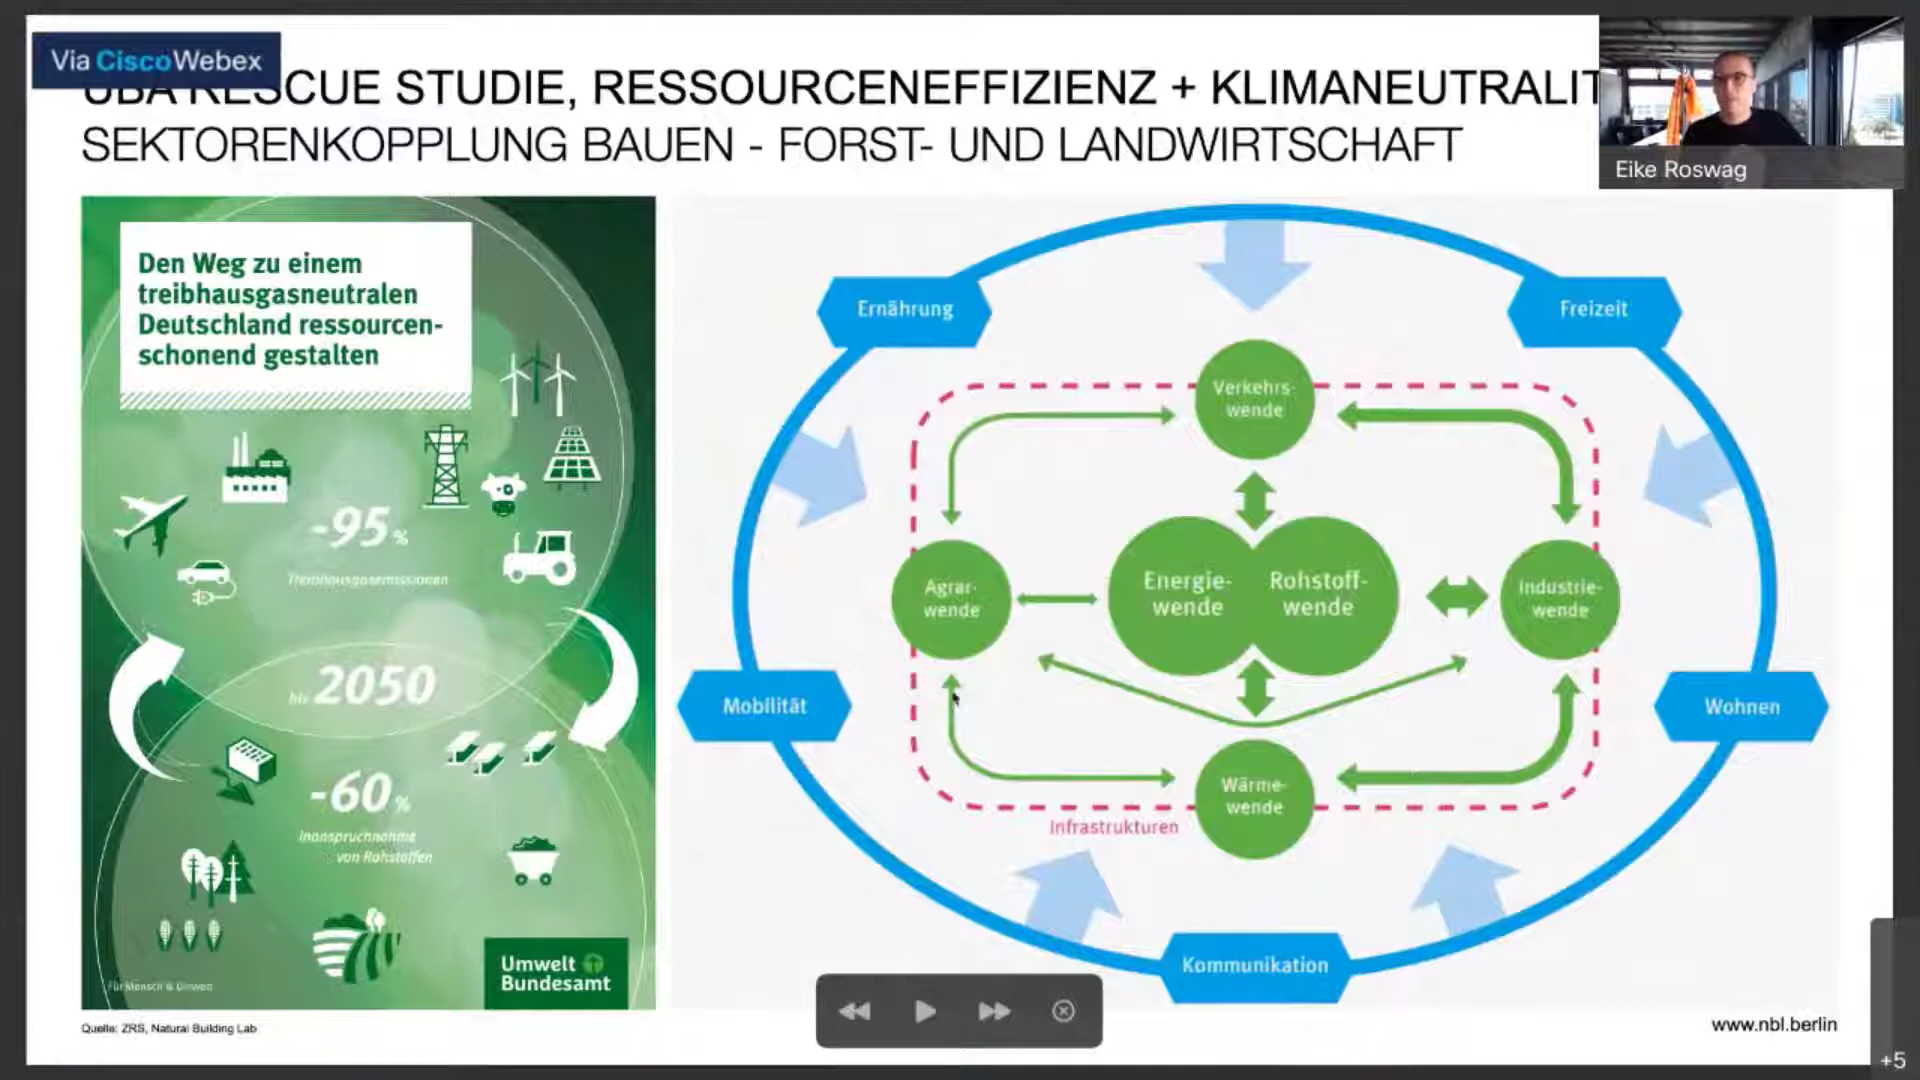 Via CiscoWebex
UBA RESCUE STUDIE, RESSOURCENEFFIZIENZ + KLIMANEUTRALIT
SEKTORENKOPPLUNG BAUEN - FORST- UND LANDWIRTSCHAFT
Eike Roswag
Den Weg zu einem
treibhausgasneutralen
Deutschland ressourcen-
schonend gestalten
-95 %
Treibhausgasemissionen
bis 2050
-60 %
Inanspruchnahme
von Rohstoffen
Für Mensch & Umwelt
Umwelt
Bundesamt
Ernährung
Freizeit
Verkehrs-
wende
Agrar-
wende
Energie-
wende
Rohstoff-
wende
Industrie-
wende
Mobilität
Wohnen
Wärme-
wende
Infrastrukturen
Kommunikation
Quelle: ZRS, Natural Building Lab
www.nbl.berlin
+5